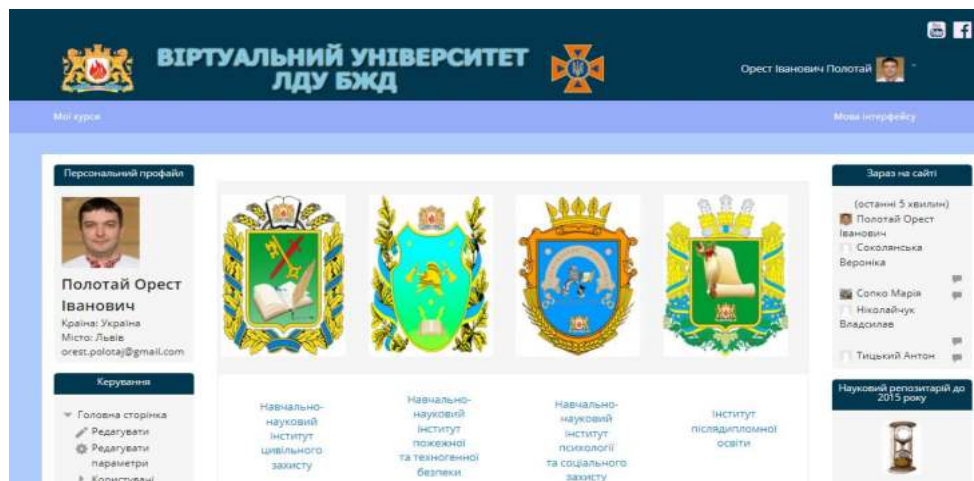 ВІРТУАЛЬНИЙ УНІВЕРСИТЕТ
ЛДУ БЖД
Орест Іванович Полотай
Мої курси
Мова інтерфейсу
Персональний профайл
Полотай Орест
Іванович
Країна: Україна
Місто: Львів
orest.polotaj@gmail.com
Керування
Головна сторінка
Редагувати
Редагувати
параметри
Користувачі
Навчально-
науковий
інститут
цивільного
захисту
Навчально-
науковий
інститут
пожежної
та техногенної
безпеки
Навчально-
науковий
інститут
психології
та соціального
захисту
Інститут
післядипломної
освіти
Зараз на сайті
(останні 5 хвилин)
Полотай Орест
Іванович
Соколянська
Вероніка
Сопко Марія
Ніколайчук
Владсилав
Тицький Антон
Науковий репозитарій до
2015 року